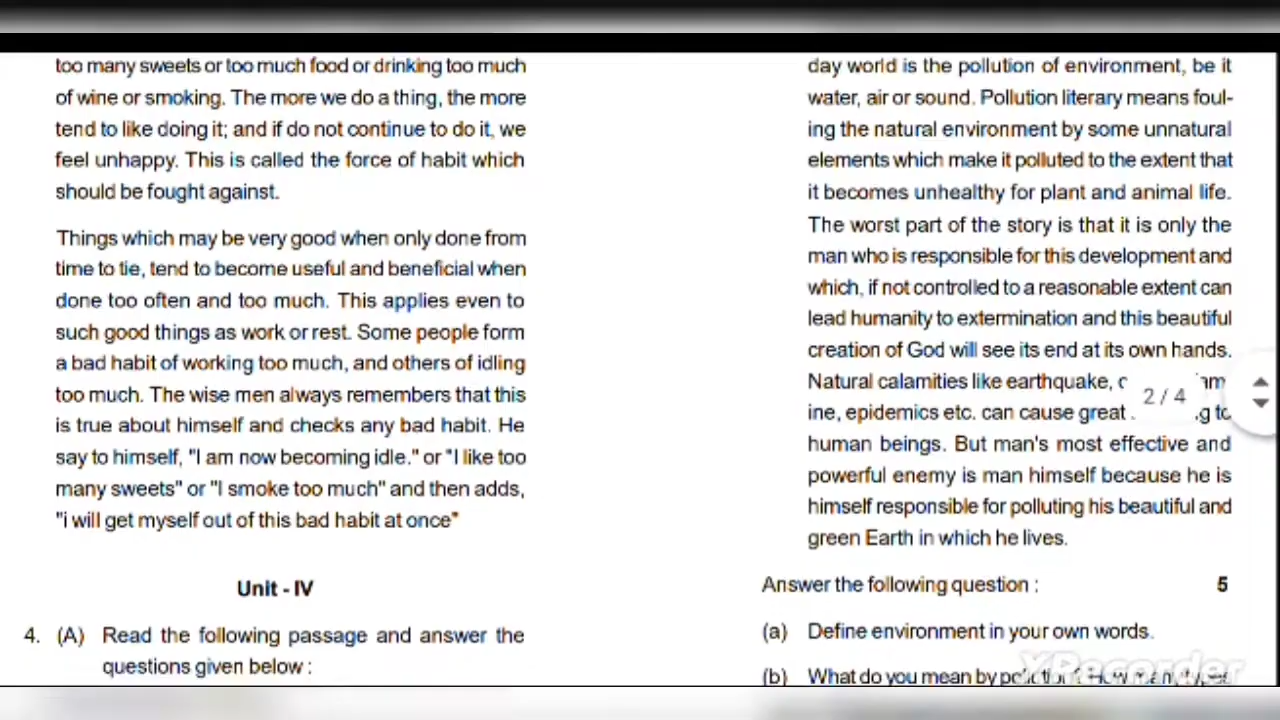 too many sweets or too much food or drinking too much
of wine or smoking. The more we do a thing, the more
tend to like doing it; and if do not continue to do it, we
feel unhappy. This is called the force of habit which
should be fought against.
Things which may be very good when only done from
time to tie, tend to become useful and beneficial when
done too often and too much. This applies even to
such good things as work or rest. Some people form
a bad habit of working too much, and others of idling
too much. The wise men always remembers that this
is true about himself and checks any bad habit. He
say to himself, "I am now becoming idle." or "I like too
many sweets" or "I smoke too much" and then adds,
"i will get myself out of this bad habit at once"
Unit - IV
4. (A) Read the following passage and answer the
questions given below :
day world is the pollution of environment, be it
water, air or sound. Pollution literary means foul-
ing the natural environment by some unnatural
elements which make it polluted to the extent that
it becomes unhealthy for plant and animal life.
The worst part of the story is that it is only the
man who is responsible for this development and
which, if not controlled to a reasonable extent can
lead humanity to extermination and this beautiful
creation of God will see its end at its own hands.
Natural calamities like earthquake,
ine, epidemics etc. can cause great to
human beings. But man's most effective and
powerful enemy is man himself because he is
himself responsible for polluting his beautiful and
green Earth in which he lives.
Answer the following question : 5
(a) Define environment in your own words.
(b) What do you mean by
2 / 4
XRecorder